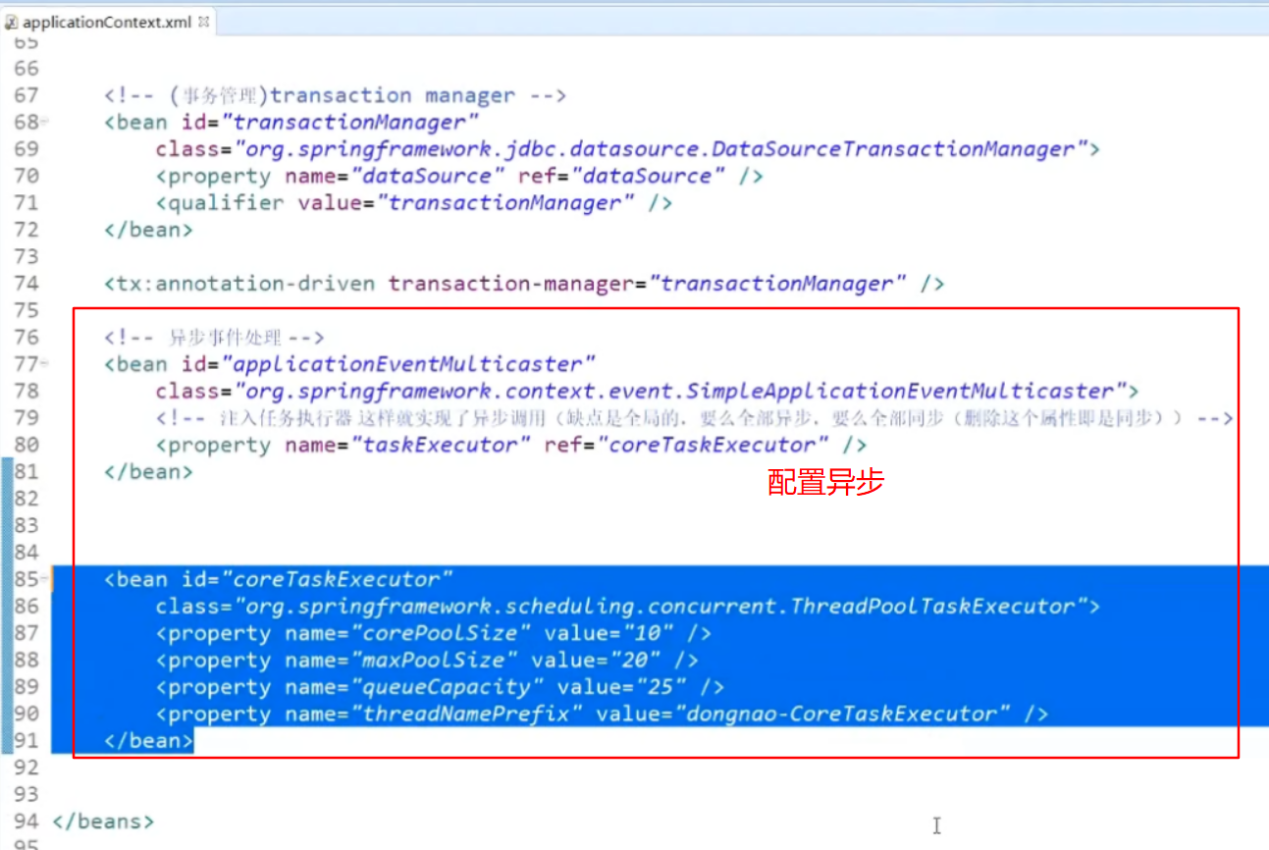 applicationContext.xml
65
66
67 <!-- (事务管理)transaction manager -->
68 <bean id="transactionManager"
69 class="org.springframework.jdbc.datasource.DataSourceTransactionManager">
70 <property name="dataSource" ref="dataSource" />
71 <qualifier value="transactionManager" />
72 </bean>
73
74 <tx:annotation-driven transaction-manager="transactionManager" />
75
76 <!-- 异步事件处理 -->
77 <bean id="applicationEventMulticaster"
78 class="org.springframework.context.event.SimpleApplicationEventMulticaster">
79 <!-- 注入任务执行器 这样就实现了异步调用（缺点是全局的，要么全部异步，要么全部同步（删除这个属性即是同步）） -->
80 <property name="taskExecutor" ref="coreTaskExecutor" />
81 </bean>
配置异步
82
83
84
85 <bean id="coreTaskExecutor"
86 class="org.springframework.scheduling.concurrent.ThreadPoolTaskExecutor">
87 <property name="corePoolSize" value="10" />
88 <property name="maxPoolSize" value="20" />
89 <property name="queueCapacity" value="25" />
90 <property name="threadNamePrefix" value="dongnao-CoreTaskExecutor" />
91 </bean>
92
93
94 </beans>
95